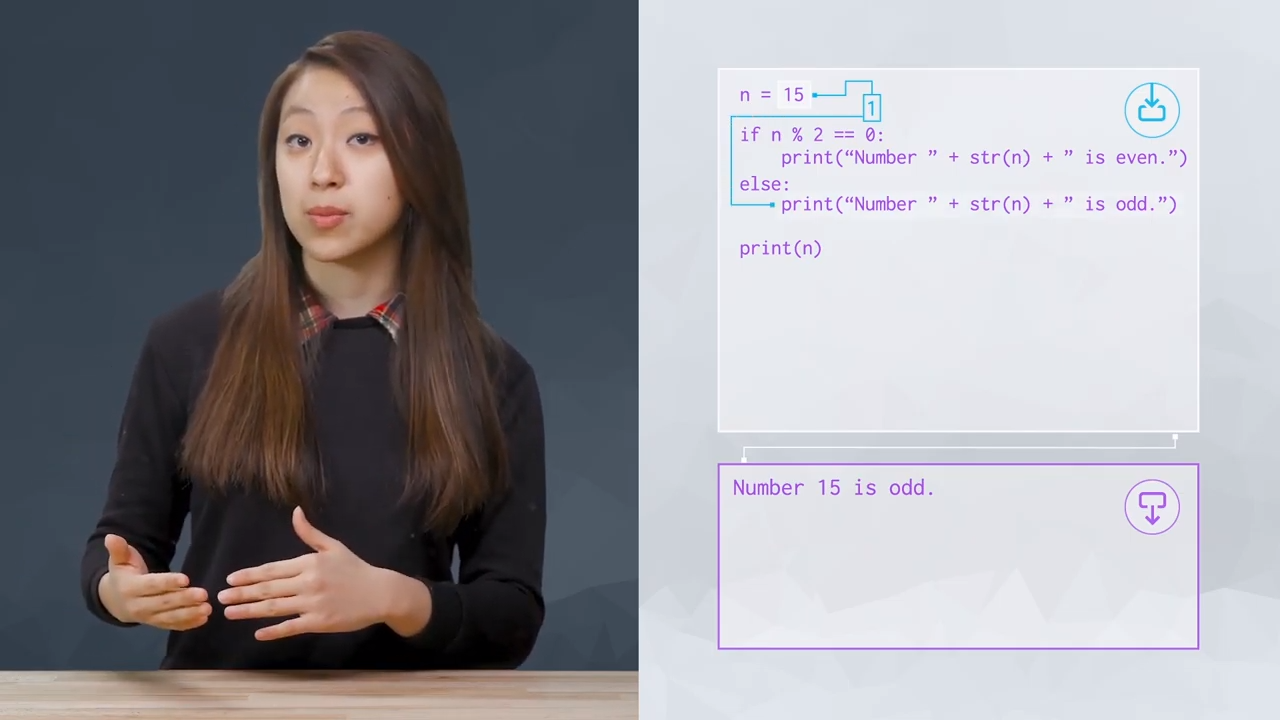 n = 15
1
if n % 2 == 0:
    print(“Number ” + str(n) + ” is even.”)
else:
    print(“Number ” + str(n) + ” is odd.”)
print(n)
Number 15 is odd.